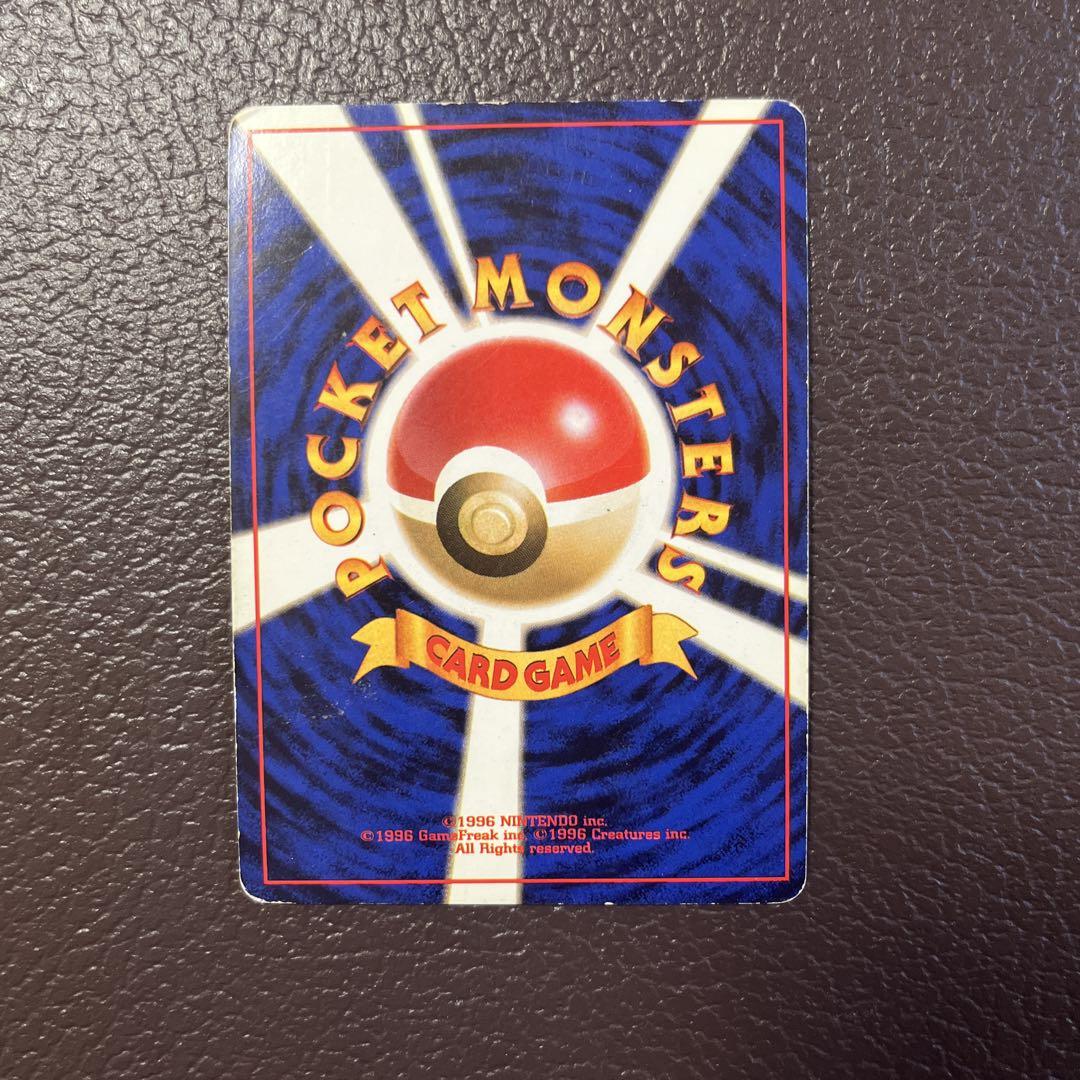 POCKET MONSTERS
CARD GAME
©1996 NINTENDO inc.
©1996 GameFreak inc. ©1996 Creatures inc.
All Rights reserved.